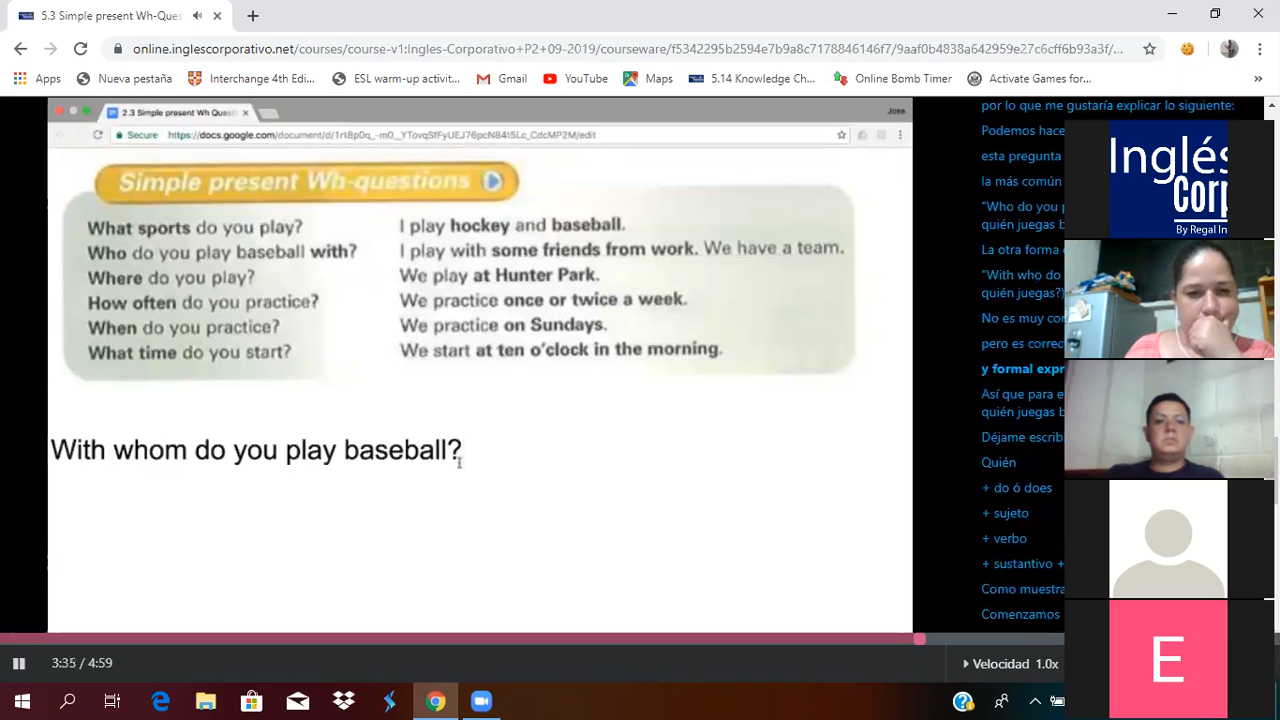 5.3 Simple present Wh-Ques
online.inglescorporativo.net/courses/course-v1:Ingles-Corporativo+P2+09-2019/courseware/f5342295b2594e7b9a8c7178846146f7/9aaf0b4838a642959e27c6cff6b93a3f/...
Apps
Nueva pestaña
Interchange 4th Edi...
ESL warm-up activit...
Gmail
YouTube
Maps
5.14 Knowledge Ch...
Online Bomb Timer
Activate Games for...
»
2.3 Simple present Wh Quest
Jose
Secure
Simple present Wh-questions
What sports do you play? I play hockey and baseball.
Who do you play baseball with? I play with some friends from work. We have a team.
Where do you play? We play at Hunter Park.
How often do you practice? We practice once or twice a week.
When do you practice? We practice on Sundays.
What time do you start? We start at ten o'clock in the morning.
With whom do you play baseball?
por lo que me gustaría explicar lo siguiente:
Podemos hace
esta pregunta
la más común
"Who do you p
quién juegas ba
La otra forma d
"With who do
quién juegas?)
No es muy com
pero es correc
y formal expr
Así que para e
quién juegas b
Déjame escribi
Quién
+ do ó does
+ sujeto
+ verbo
+ sustantivo +
Como muestra
Comenzamos
Inglés
Corp
By Regal In
E
3:35 / 4:59
Velocidad 1.0x